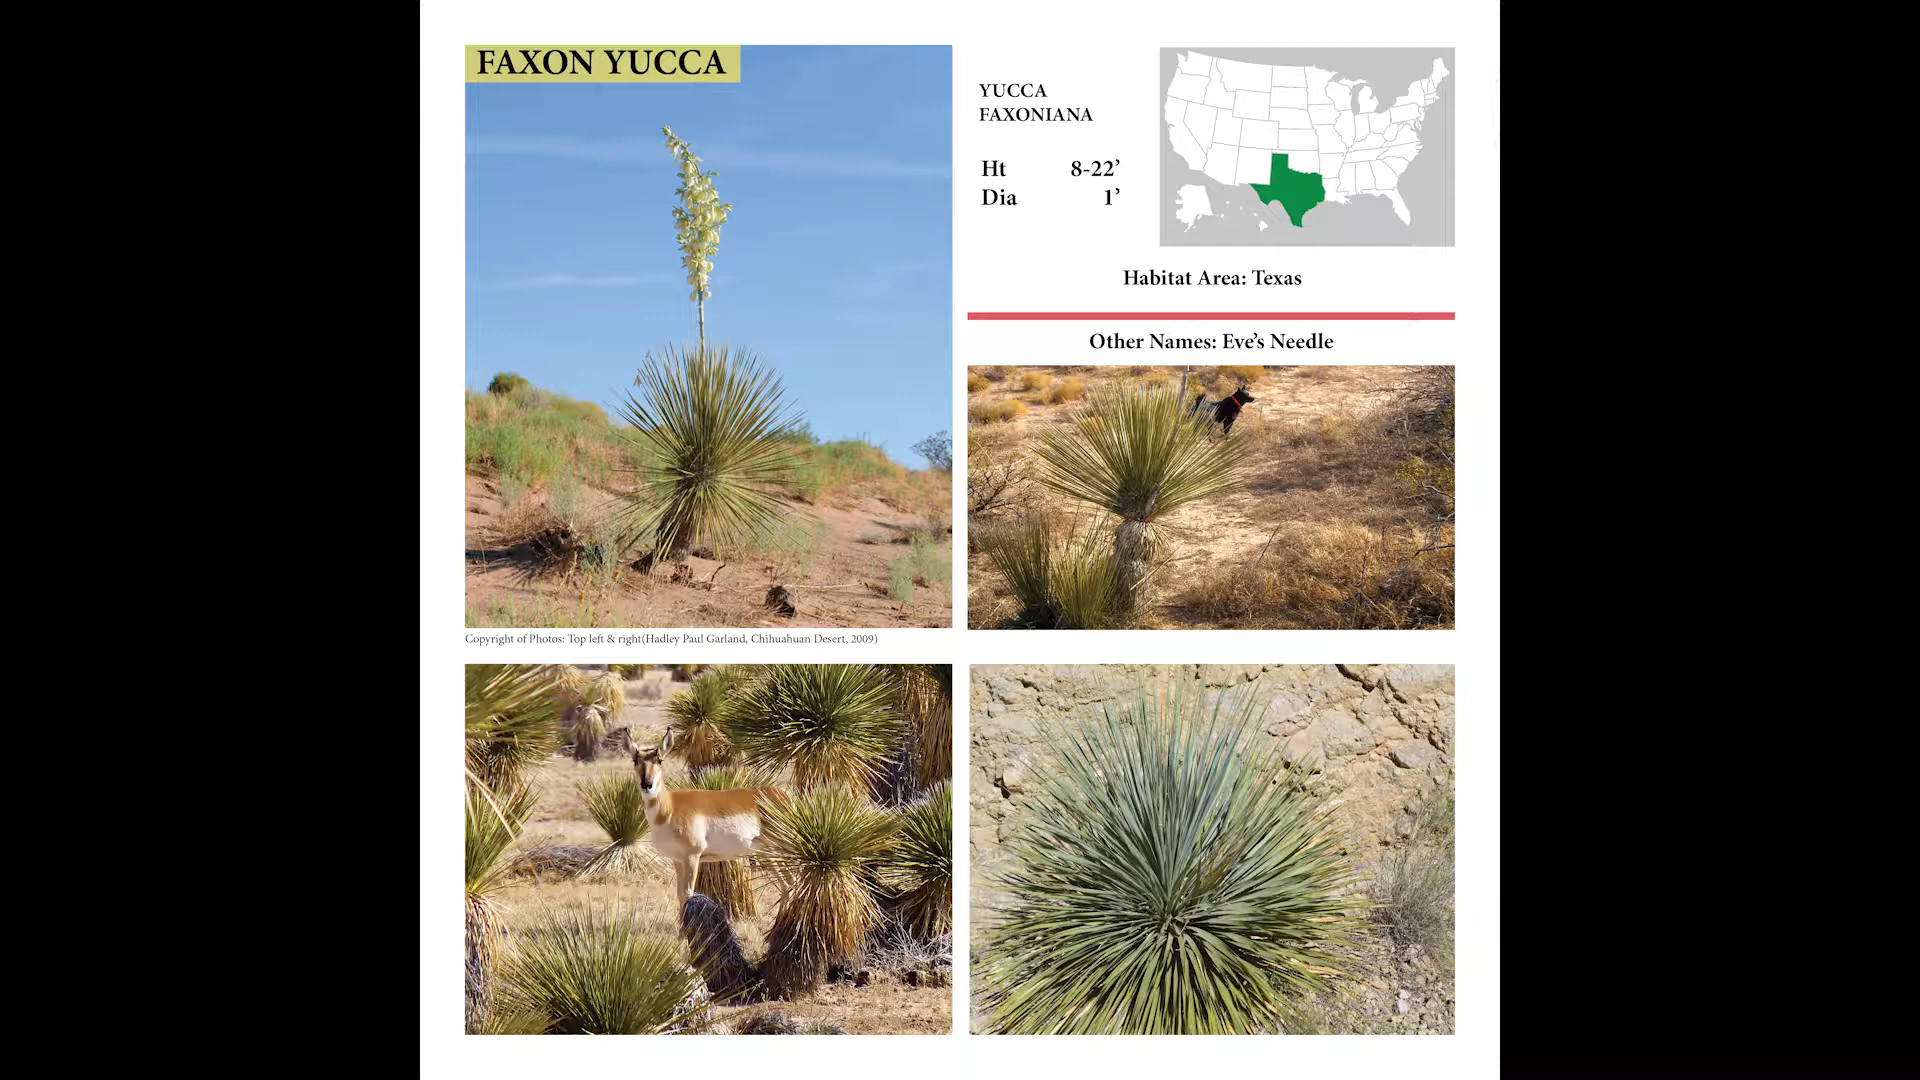 FAXON YUCCA
YUCCA
FAXONIANA
Ht 8-22’
Dia 1’
Habitat Area: Texas
Other Names: Eve’s Needle
Copyright of Photos: Top left & right(Hadley Paul Garland, Chihuahuan Desert, 2009)